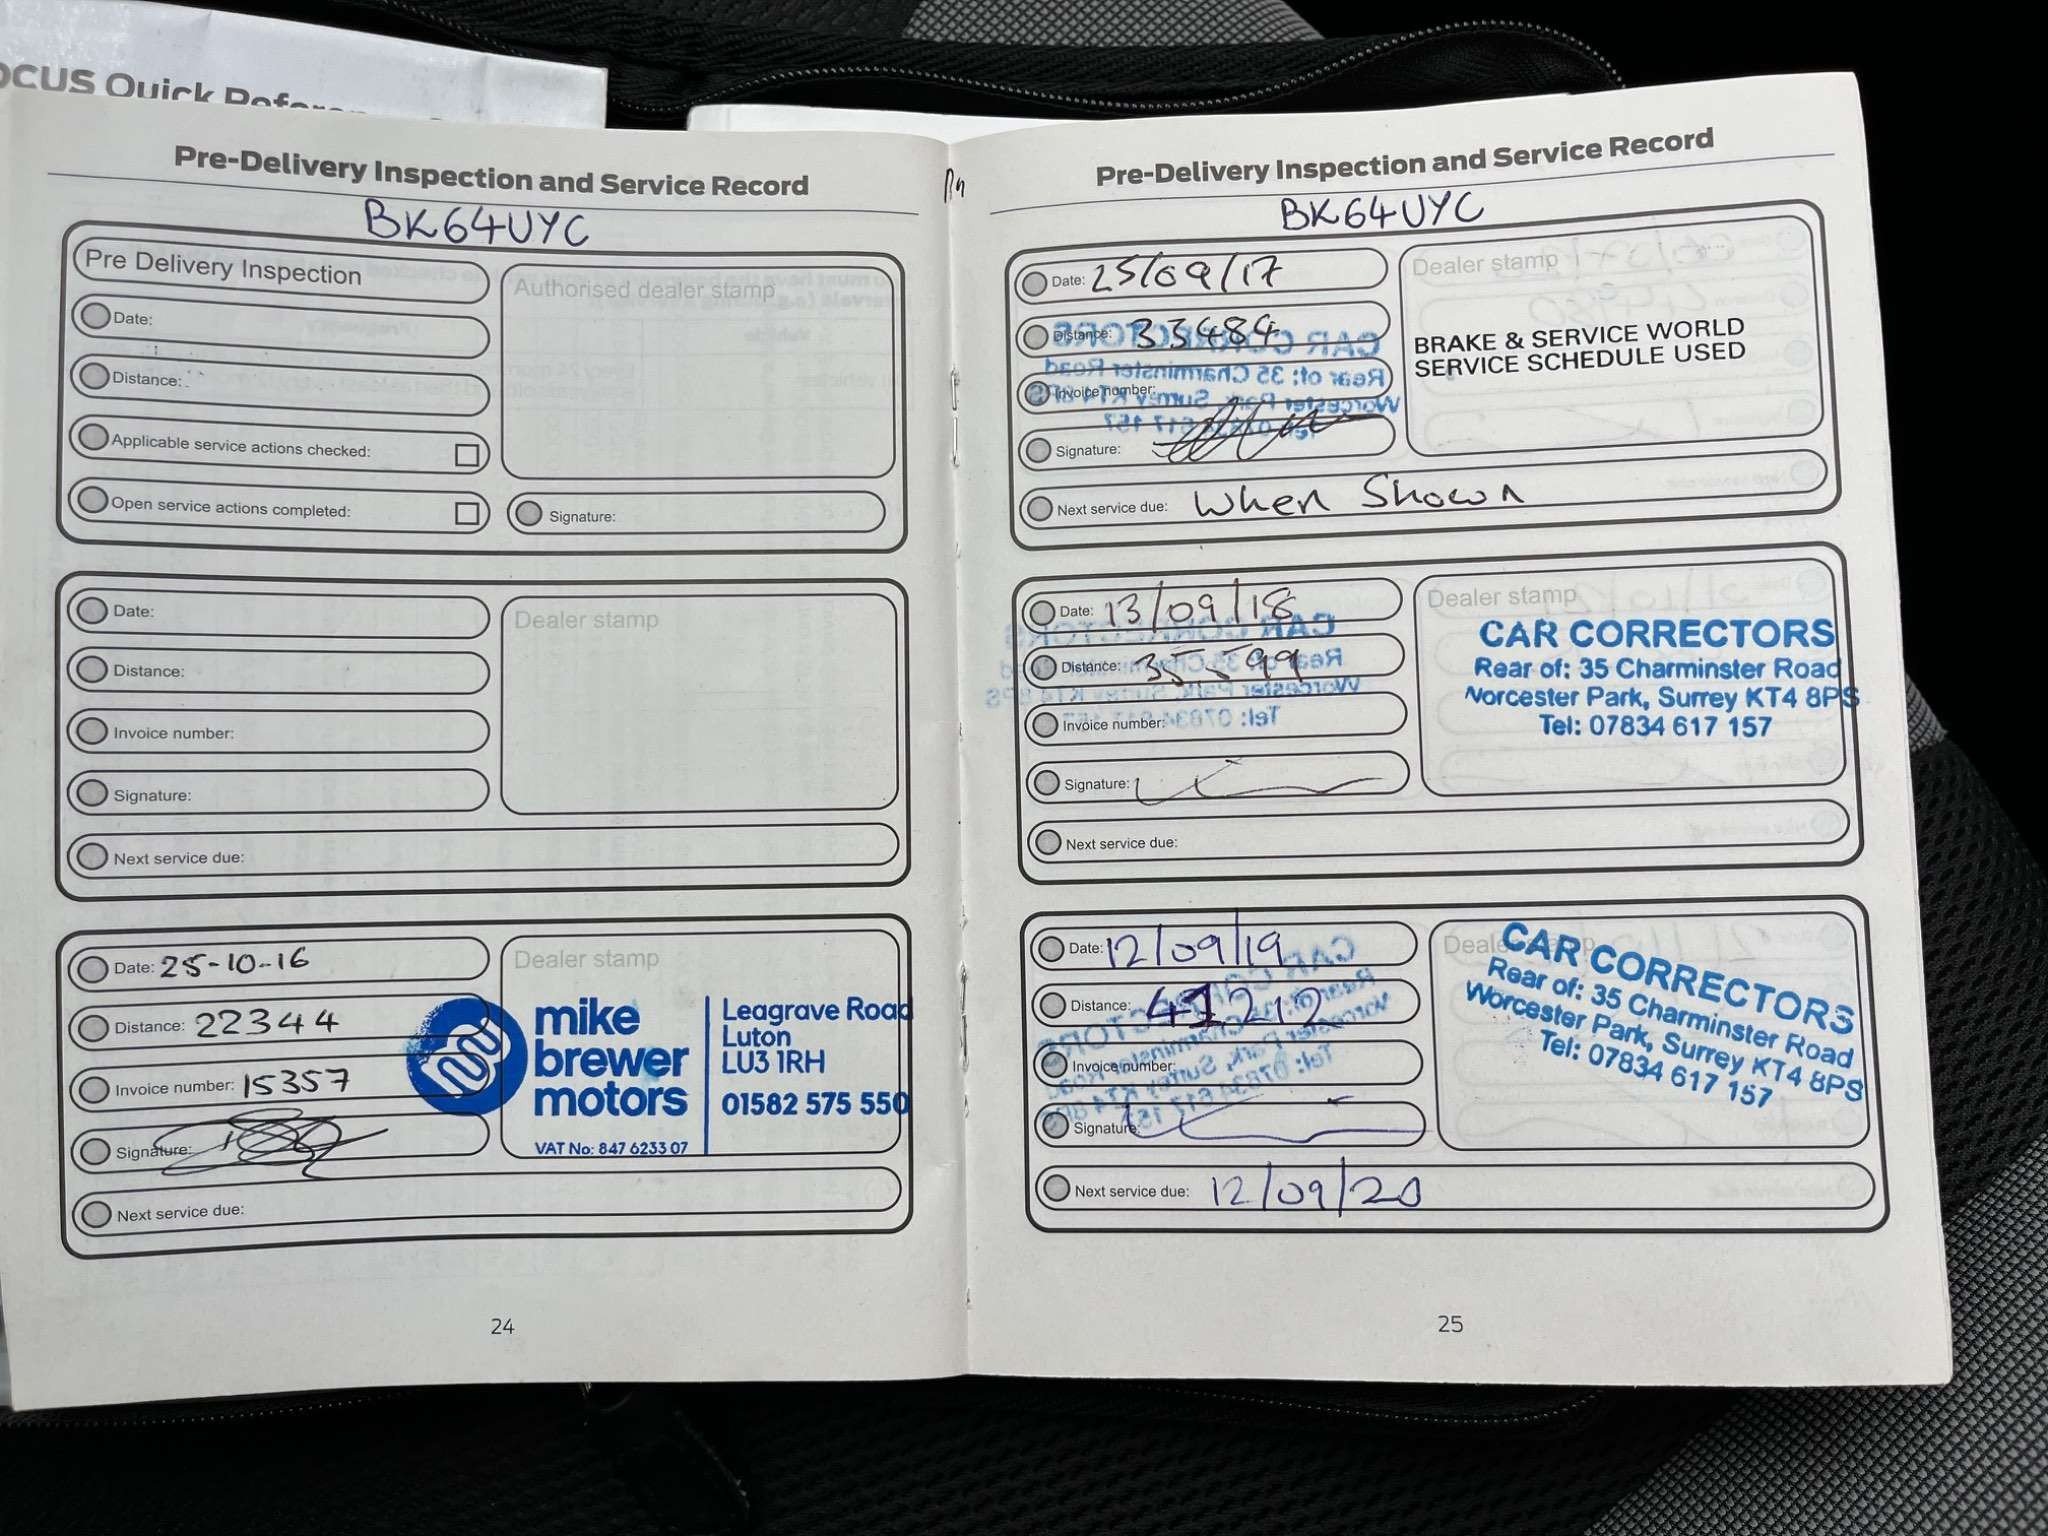 OCUS Quick Refere
Pre-Delivery Inspection and Service Record
BK64UYC
Pre Delivery Inspection
Date:
Distance:
Applicable service actions checked:
Open service actions completed:
Authorised dealer stamp
Signature:
Date:
Distance:
Invoice number:
Signature:
Next service due:
Dealer stamp
Date: 25-10-16
Distance: 22344
Invoice number: 15357
Signature:
Next service due:
Dealer stamp
mike
brewer
motors
VAT No: 847 6233 07
Leagrave Road
Luton
LU3 1RH
01582 575 550
24
Pre-Delivery Inspection and Service Record
BK64UYC
Date: 25/09/17
Distance: 33484
Invoice number:
Signature:
Next service due: When Shown
Dealer stamp
BRAKE & SERVICE WORLD
SERVICE SCHEDULE USED
Date: 13/09/18
Distance: 35599
Invoice number:
Signature:
Next service due:
Dealer stamp
CAR CORRECTORS
Rear of: 35 Charminster Road
Worcester Park, Surrey KT4 8PS
Tel: 07834 617 157
Date: 12/09/19
Distance: 41212
Invoice number:
Signature:
Next service due: 12/09/20
Dealer stamp
CAR CORRECTORS
Rear of: 35 Charminster Road
Worcester Park, Surrey KT4 8PS
Tel: 07834 617 157
25